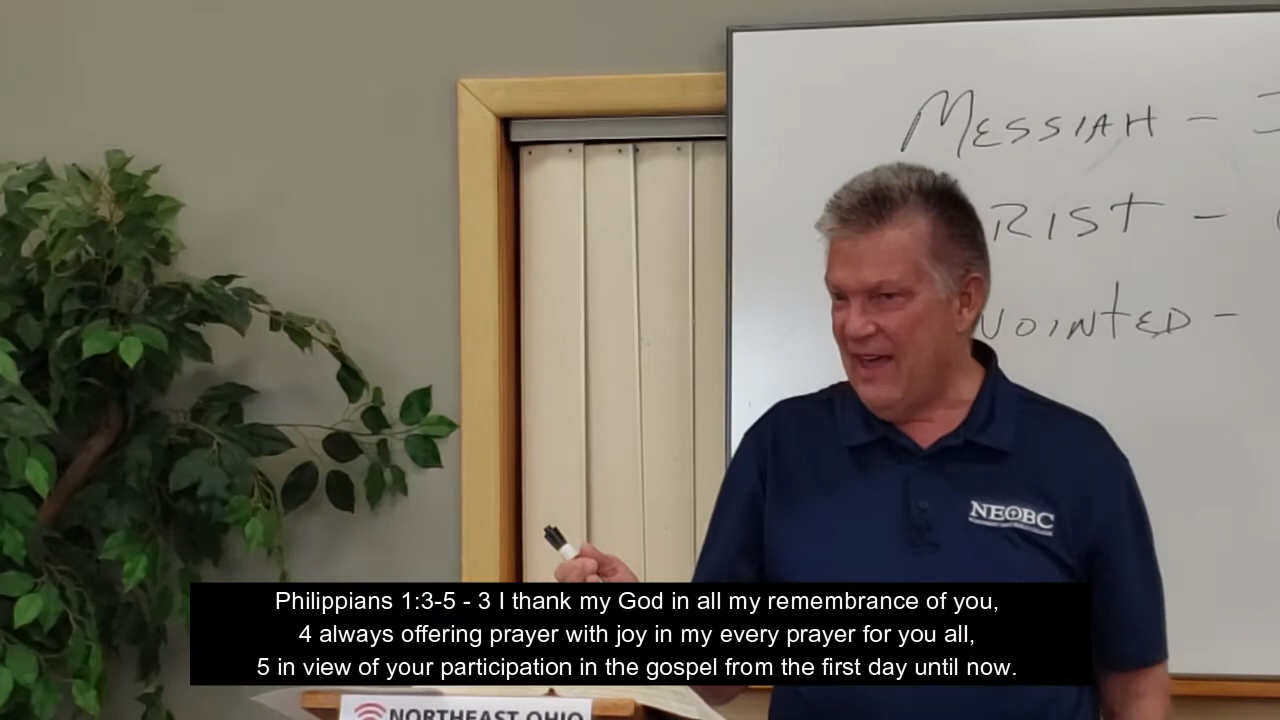 MESSIAH -
RIST -
NOINTED -
NEOBC
Philippians 1:3-5 - 3 I thank my God in all my remembrance of you,
4 always offering prayer with joy in my every prayer for you all,
5 in view of your participation in the gospel from the first day until now.
NORTHEAST OHIO